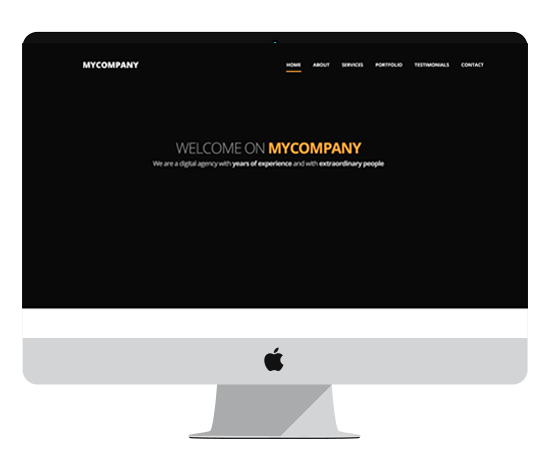 MYCOMPANY
HOME ABOUT SERVICES PORTFOLIO TESTIMONIALS CONTACT
WELCOME ON MYCOMPANY
We are a digital agency with years of experience and with extraordinary people